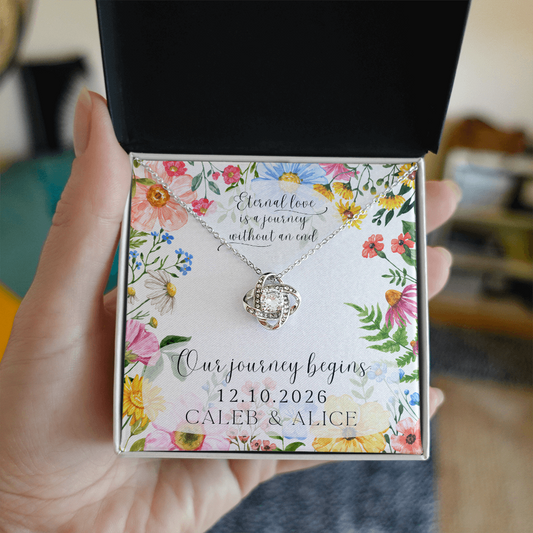 Eternal love
is a journey
without an end
Our journey begins
12.10.2026
CALEB & ALICE